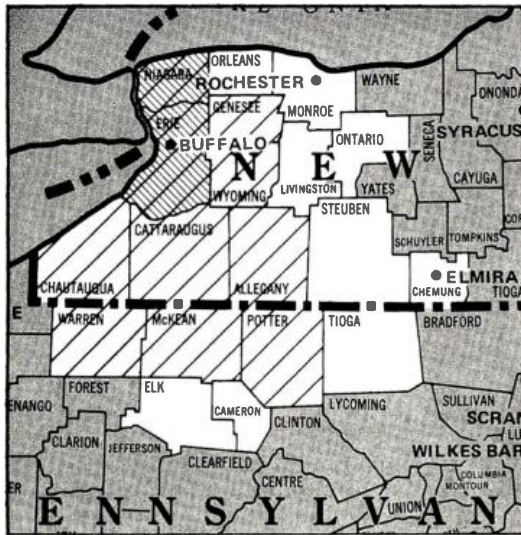 ORLEANS
NIAGARA
ROCHESTER
WAYNE
GENESEE
MONROE
ONONDA
ERIE
ONTARIO
SENECA
SYRACUS
BUFFALO
N E W
CAYUGA
WYOMING
LIVINGSTON
YATES
STEUBEN
CATTARAUGUS
SCHUYLER
TOMPKINS
ELMIRA
CHAUTAUQUA
ALLEGANY
CHEMUNG
TIOGA
E
WARREN
McKEAN
POTTER
TIOGA
BRADFORD
FOREST
ELK
SULLIVAN
ENANGO
CAMERON
LYCOMING
SCRAN
CLINTON
LU
CLARION
JEFFERSON
WILKES BAR
CLEARFIELD
CENTRE
COLUMBIA
MONTOUR
ER
UNION
E N N S Y L V A N